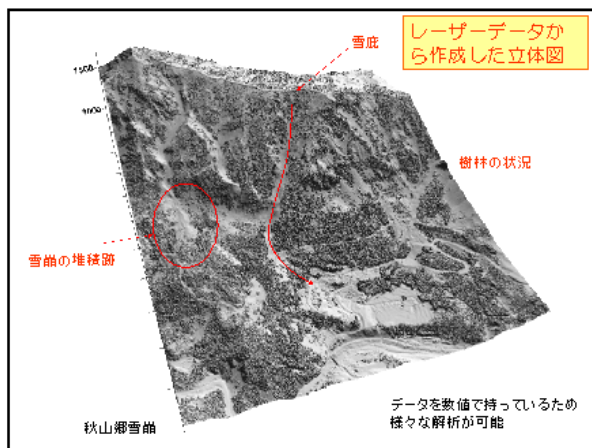 レーザーデータか
ら作成した立体図
雪庇
樹林の状況
雪崩の堆積跡
秋山郷雪崩
データを数値で持っているため
様々な解析が可能